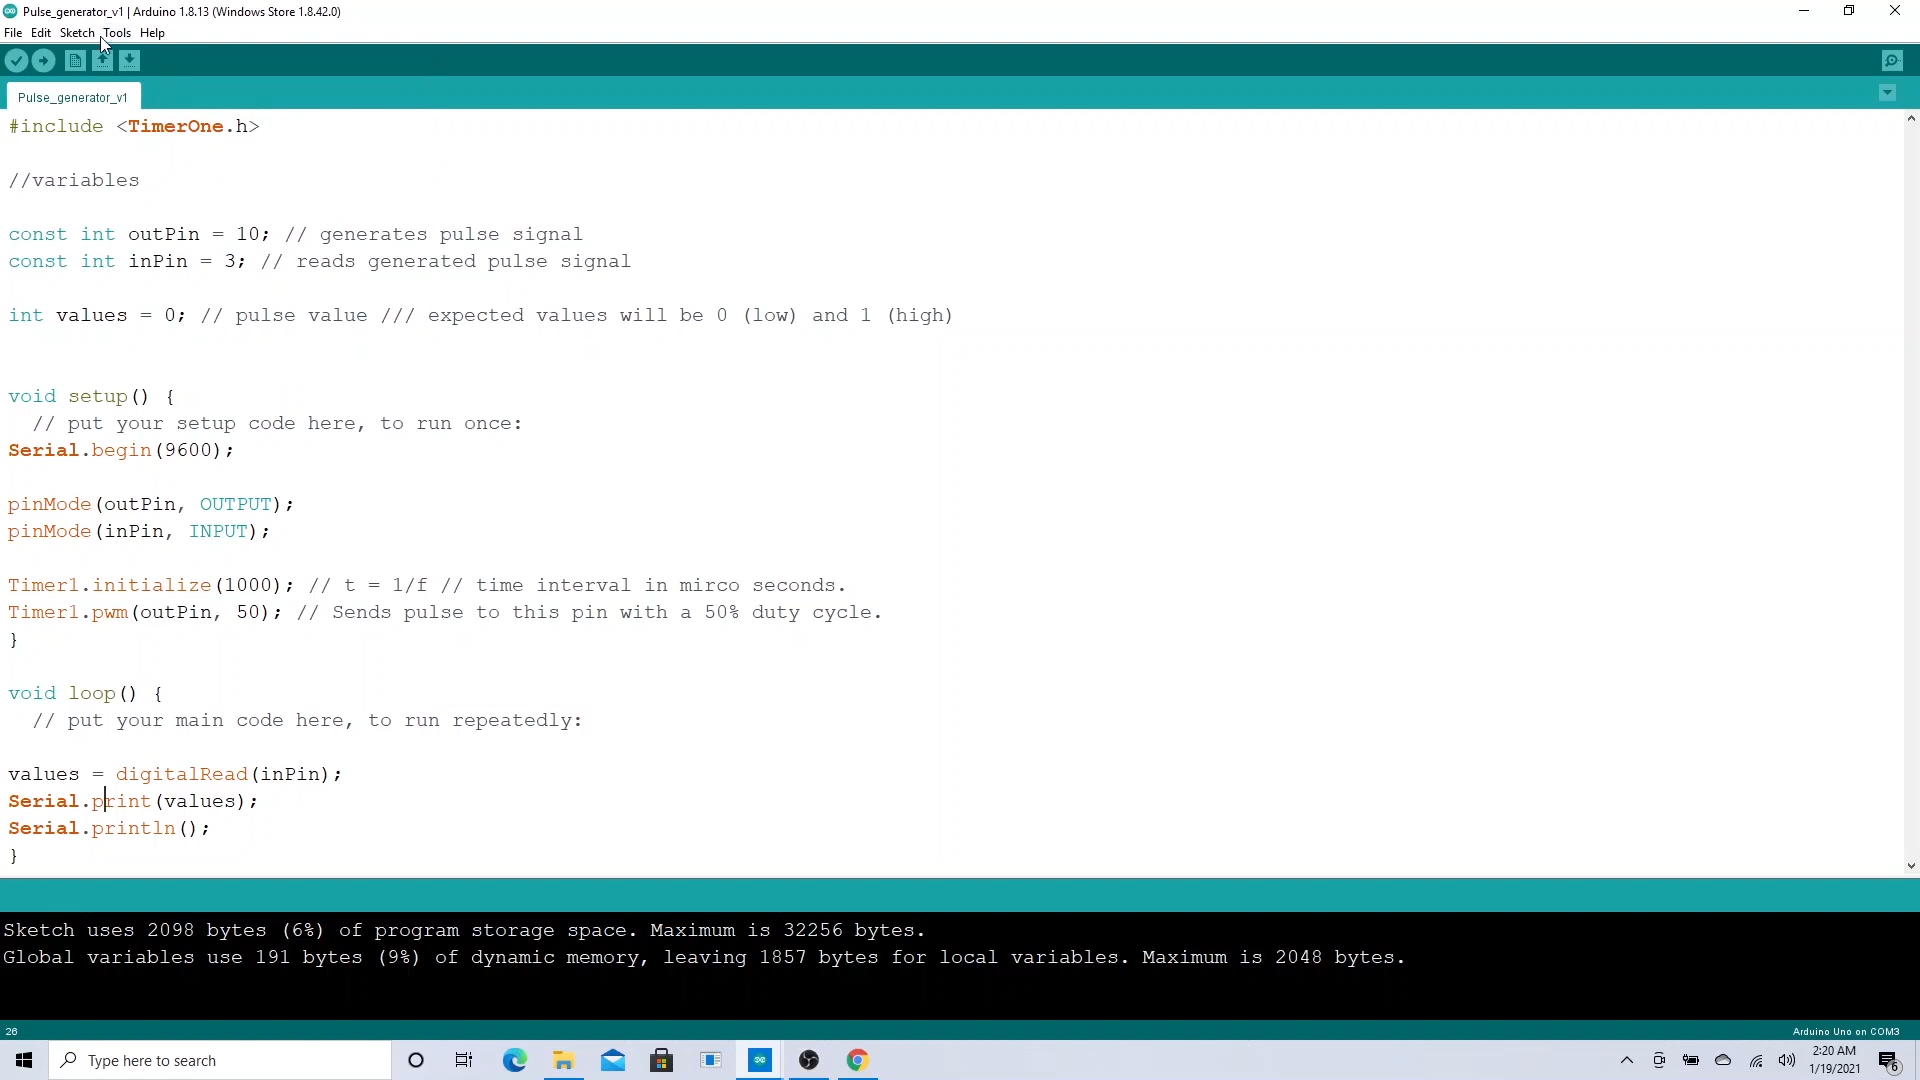 Pulse_generator_v1 | Arduino 1.8.13 (Windows Store 1.8.42.0)
File Edit Sketch Tools Help
Pulse_generator_v1
#include <TimerOne.h>
//variables
const int outPin = 10; // generates pulse signal
const int inPin = 3; // reads generated pulse signal
int values = 0; // pulse value /// expected values will be 0 (low) and 1 (high)
void setup() {
// put your setup code here, to run once:
Serial.begin(9600);
pinMode(outPin, OUTPUT);
pinMode(inPin, INPUT);
Timer1.initialize(1000); // t = 1/f // time interval in mirco seconds.
Timer1.pwm(outPin, 50); // Sends pulse to this pin with a 50% duty cycle.
}
void loop() {
// put your main code here, to run repeatedly:
values = digitalRead(inPin);
Serial.print(values);
Serial.println();
}
Sketch uses 2098 bytes (6%) of program storage space. Maximum is 32256 bytes.
Global variables use 191 bytes (9%) of dynamic memory, leaving 1857 bytes for local variables. Maximum is 2048 bytes.
26
Arduino Uno on COM3
Type here to search
2:20 AM
1/19/2021
6